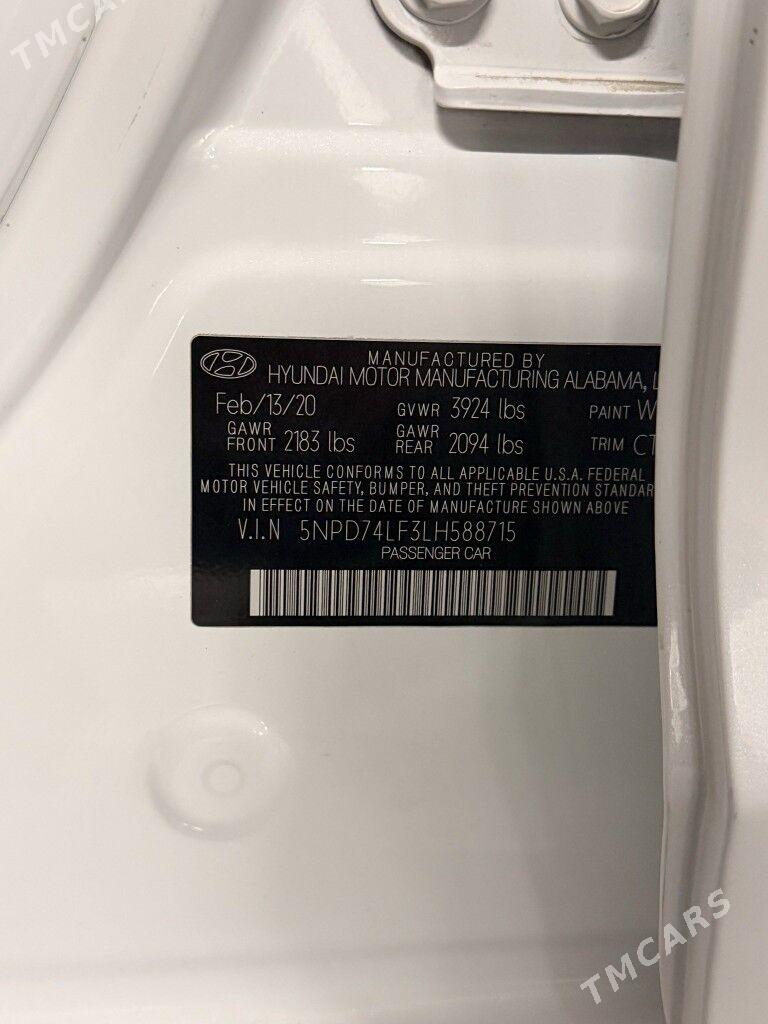 TMCARS
MANUFACTURED BY
HYUNDAI MOTOR MANUFACTURING ALABAMA, L
Feb/13/20 GVWR 3924 lbs PAINT W
GAWR FRONT 2183 lbs GAWR REAR 2094 lbs TRIM CT
THIS VEHICLE CONFORMS TO ALL APPLICABLE U.S.A. FEDERAL
MOTOR VEHICLE SAFETY, BUMPER, AND THEFT PREVENTION STANDAR
IN EFFECT ON THE DATE OF MANUFACTURE SHOWN ABOVE
V.I.N 5NPD74LF3LH588715
PASSENGER CAR
TMCARS